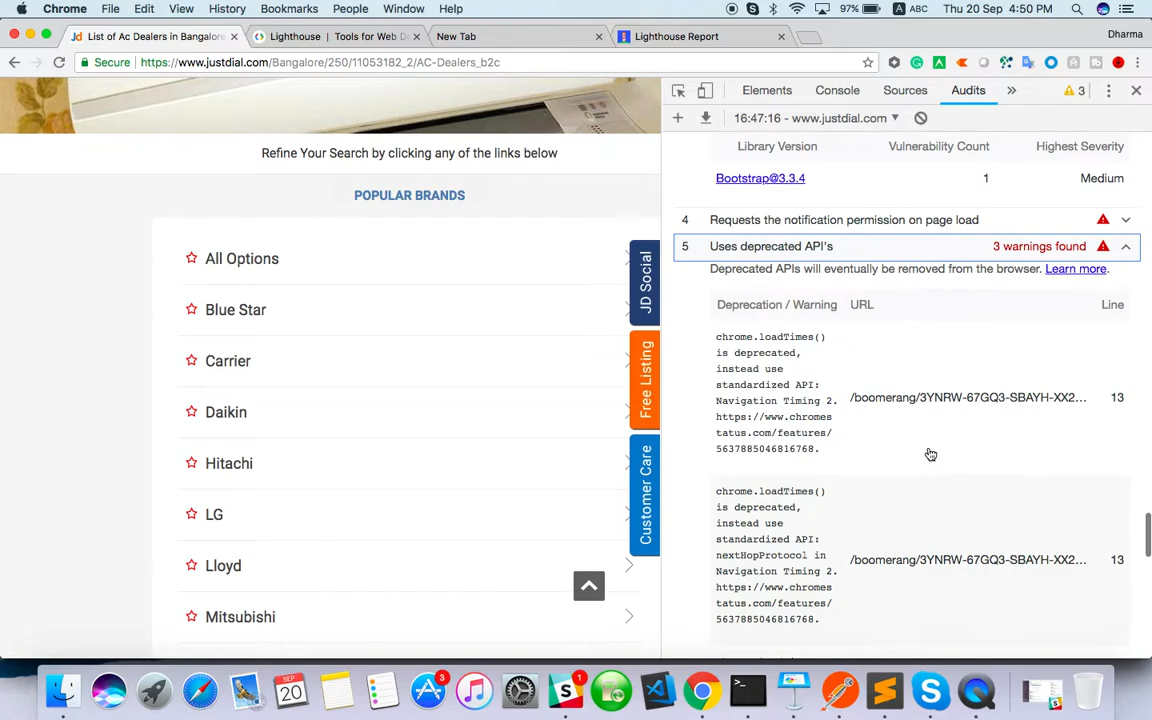 Chrome File Edit View History Bookmarks People Window Help 97% A ABC Thu 20 Sep 4:50 PM
Jd List of Ac Dealers in Bangalore × Lighthouse | Tools for Web De × New Tab × Lighthouse Report × Dharma
Secure https://www.justdial.com/Bangalore/250/11053182_2/AC-Dealers_b2c
Elements Console Sources Audits » 3
16:47:16 - www.justdial.com
Library Version Vulnerability Count Highest Severity
Bootstrap@3.3.4 1 Medium
4 Requests the notification permission on page load
5 Uses deprecated API's 3 warnings found
Deprecated APIs will eventually be removed from the browser. Learn more.
Deprecation / Warning URL Line
chrome.loadTimes()
is deprecated,
instead use
standardized API:
Navigation Timing 2.
https://www.chromes
tatus.com/features/
5637885046816768.
/boomerang/3YNRW-67GQ3-SBAYH-XX2... 13
chrome.loadTimes()
is deprecated,
instead use
standardized API:
nextHopProtocol in
Navigation Timing 2.
https://www.chromes
tatus.com/features/
5637885046816768.
/boomerang/3YNRW-67GQ3-SBAYH-XX2... 13
Refine Your Search by clicking any of the links below
POPULAR BRANDS
All Options
Blue Star
Carrier
Daikin
Hitachi
LG
Lloyd
Mitsubishi
JD Social
Free Listing
Customer Care
SEP
20
3
1